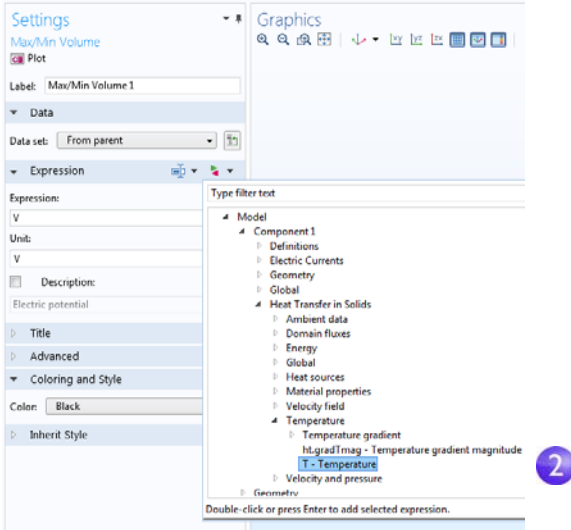 Settings
Max/Min Volume
Plot
Label: Max/Min Volume 1
Data
Data set: From parent
Expression
Expression:
V
Unit:
V
Description:
Electric potential
Title
Advanced
Coloring and Style
Color: Black
Inherit Style
Graphics
xy yz zx
Type filter text
Model
Component 1
Definitions
Electric Currents
Geometry
Global
Heat Transfer in Solids
Ambient data
Domain fluxes
Energy
Global
Heat sources
Material properties
Velocity field
Temperature
Temperature gradient
ht.gradTmag - Temperature gradient magnitude
T - Temperature
Velocity and pressure
Geometry
Double-click or press Enter to add selected expression.
2